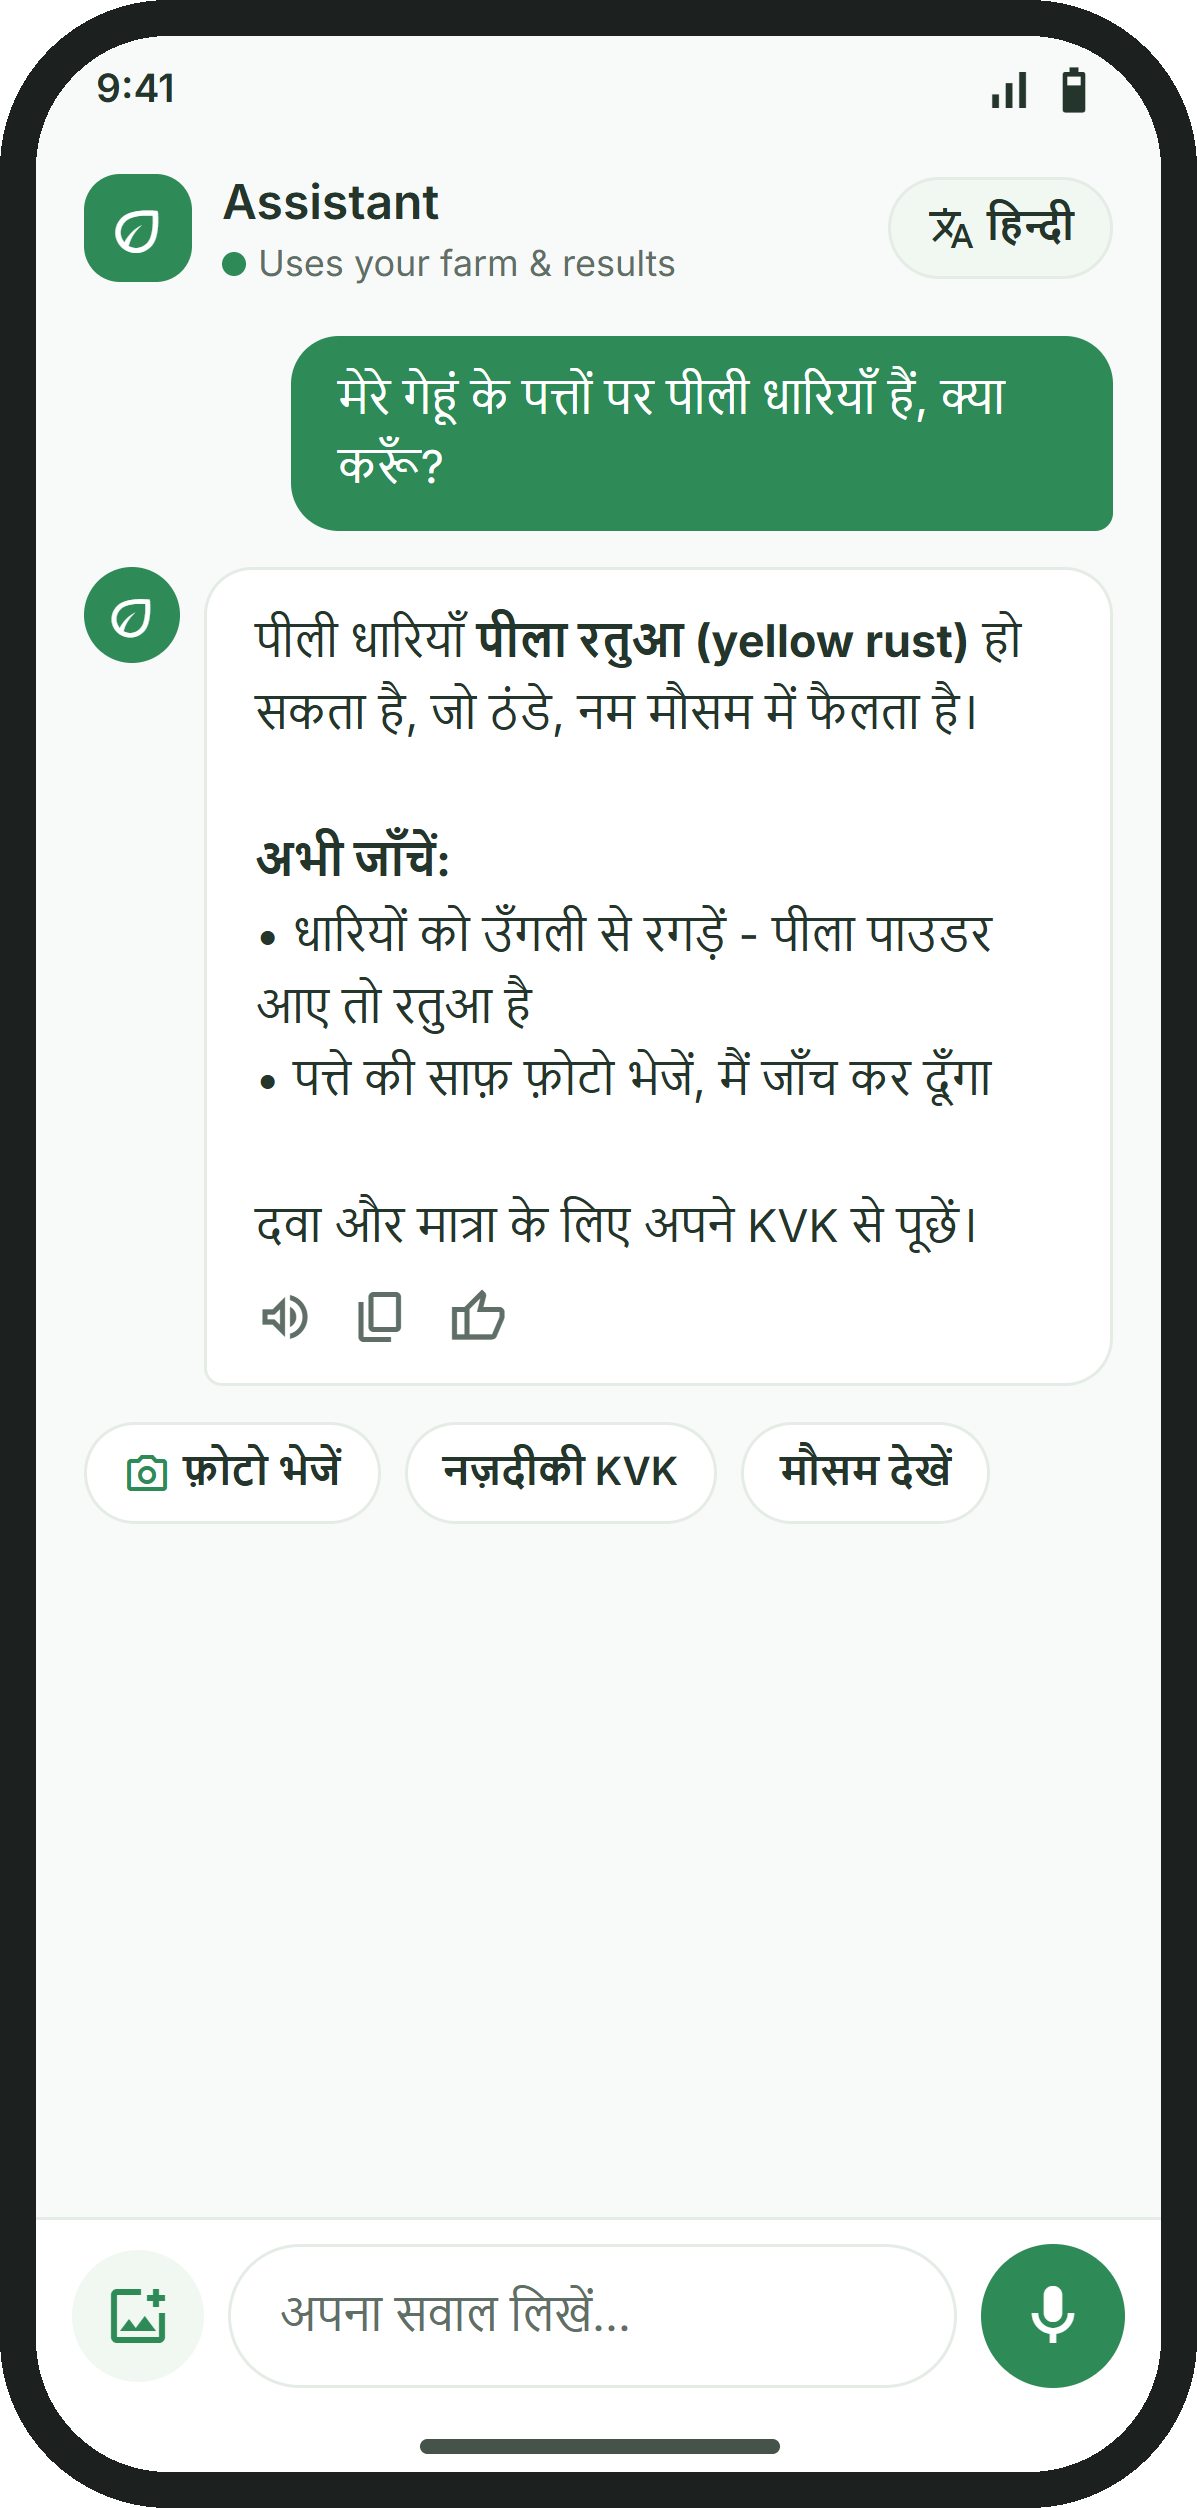 9:41
Assistant
Uses your farm & results
हिन्दी
मेरे गेहूं के पत्तों पर पीली धारियाँ हैं, क्या
करूँ?
पीली धारियाँ पीला रतुआ (yellow rust) हो
सकता है, जो ठंडे, नम मौसम में फैलता है।
अभी जाँचें:
• धारियों को उँगली से रगड़ें - पीला पाउडर
आए तो रतुआ है
• पत्ते की साफ़ फ़ोटो भेजें, मैं जाँच कर दूँगा
दवा और मात्रा के लिए अपने KVK से पूछें।
फ़ोटो भेजें
नज़दीकी KVK
मौसम देखें
अपना सवाल लिखें...